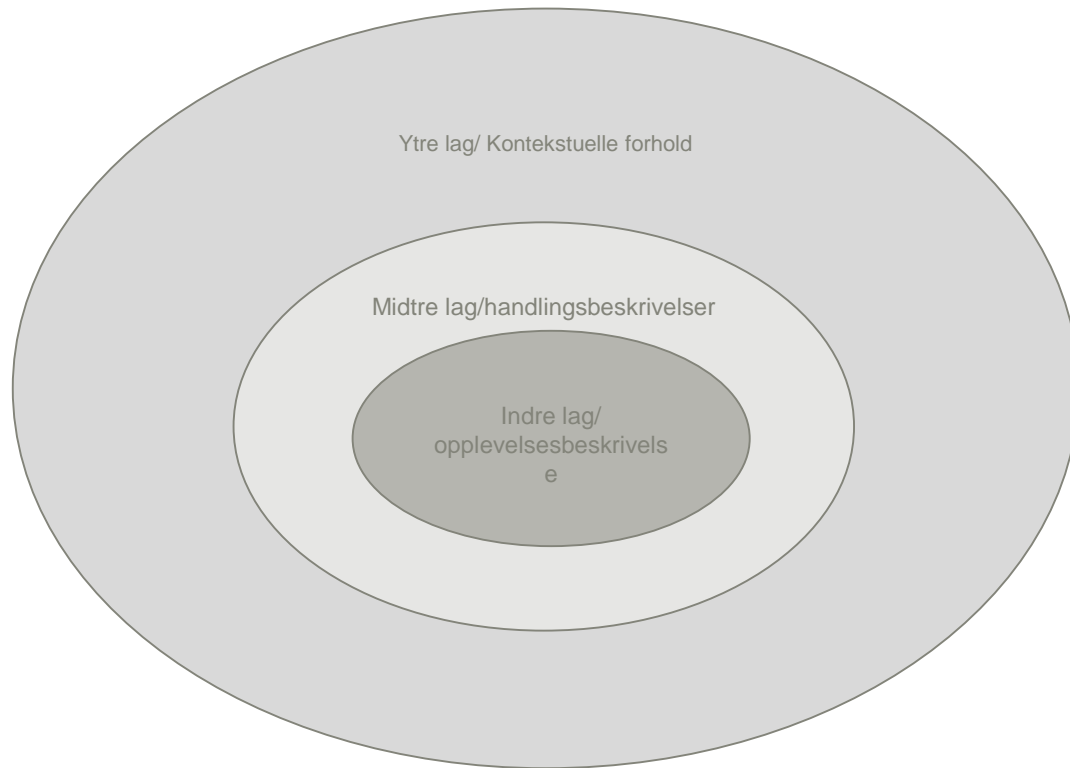 Ytre lag/ Kontekstuelle forhold
Midtre lag/handlingsbeskrivelser
Indre lag/
opplevelsesbeskrivels
e